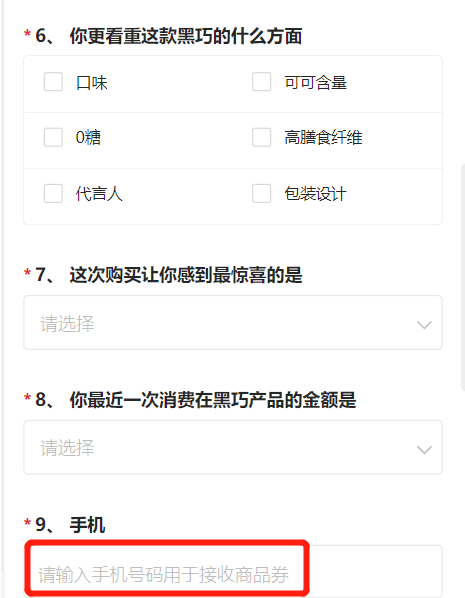 * 6、 你更看重这款黑巧的什么方面
口味 可可含量
0糖 高膳食纤维
代言人 包装设计
* 7、 这次购买让你感到最惊喜的是
请选择
* 8、 你最近一次消费在黑巧产品的金额是
请选择
* 9、 手机
请输入手机号码用于接收商品券